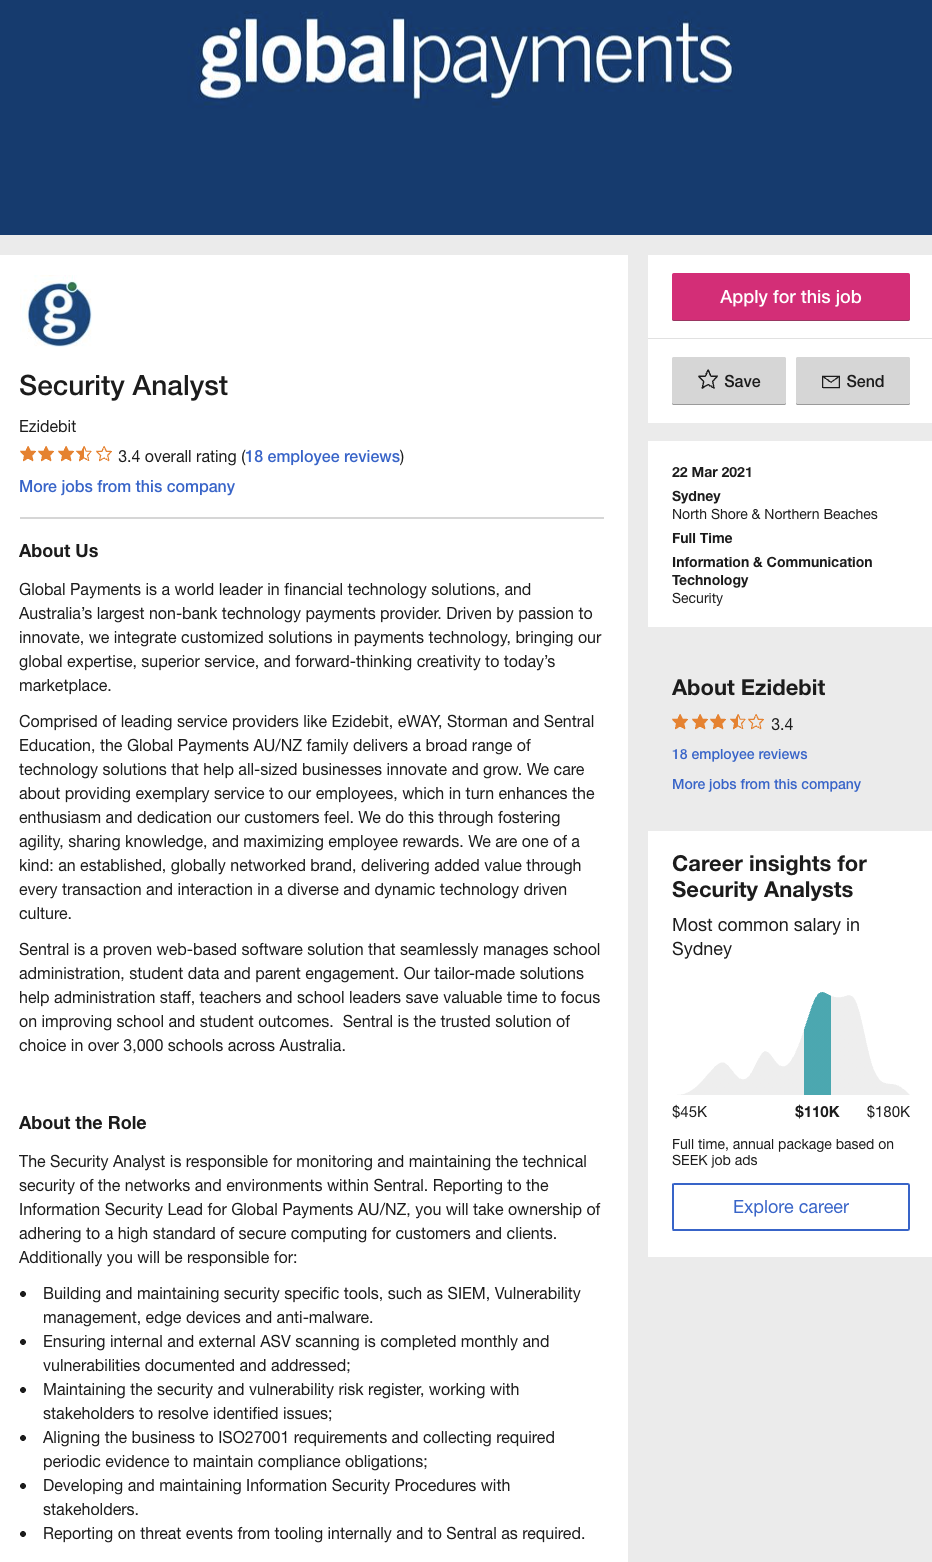 globalpayments
g
Security Analyst
Ezidebit
3.4 overall rating (18 employee reviews)
More jobs from this company
About Us
Global Payments is a world leader in financial technology solutions, and
Australia’s largest non-bank technology payments provider. Driven by passion to
innovate, we integrate customized solutions in payments technology, bringing our
global expertise, superior service, and forward-thinking creativity to today’s
marketplace.
Comprised of leading service providers like Ezidebit, eWAY, Storman and Sentral
Education, the Global Payments AU/NZ family delivers a broad range of
technology solutions that help all-sized businesses innovate and grow. We care
about providing exemplary service to our employees, which in turn enhances the
enthusiasm and dedication our customers feel. We do this through fostering
agility, sharing knowledge, and maximizing employee rewards. We are one of a
kind: an established, globally networked brand, delivering added value through
every transaction and interaction in a diverse and dynamic technology driven
culture.
Sentral is a proven web-based software solution that seamlessly manages school
administration, student data and parent engagement. Our tailor-made solutions
help administration staff, teachers and school leaders save valuable time to focus
on improving school and student outcomes.  Sentral is the trusted solution of
choice in over 3,000 schools across Australia.
About the Role
The Security Analyst is responsible for monitoring and maintaining the technical
security of the networks and environments within Sentral. Reporting to the
Information Security Lead for Global Payments AU/NZ, you will take ownership of
adhering to a high standard of secure computing for customers and clients.
Additionally you will be responsible for:
• Building and maintaining security specific tools, such as SIEM, Vulnerability
management, edge devices and anti-malware.
• Ensuring internal and external ASV scanning is completed monthly and
vulnerabilities documented and addressed;
• Maintaining the security and vulnerability risk register, working with
stakeholders to resolve identified issues;
• Aligning the business to ISO27001 requirements and collecting required
periodic evidence to maintain compliance obligations;
• Developing and maintaining Information Security Procedures with
stakeholders.
• Reporting on threat events from tooling internally and to Sentral as required.
Apply for this job
Save
Send
22 Mar 2021
Sydney
North Shore & Northern Beaches
Full Time
Information & Communication
Technology
Security
About Ezidebit
3.4
18 employee reviews
More jobs from this company
Career insights for
Security Analysts
Most common salary in
Sydney
$45K $110K $180K
Full time, annual package based on
SEEK job ads
Explore career